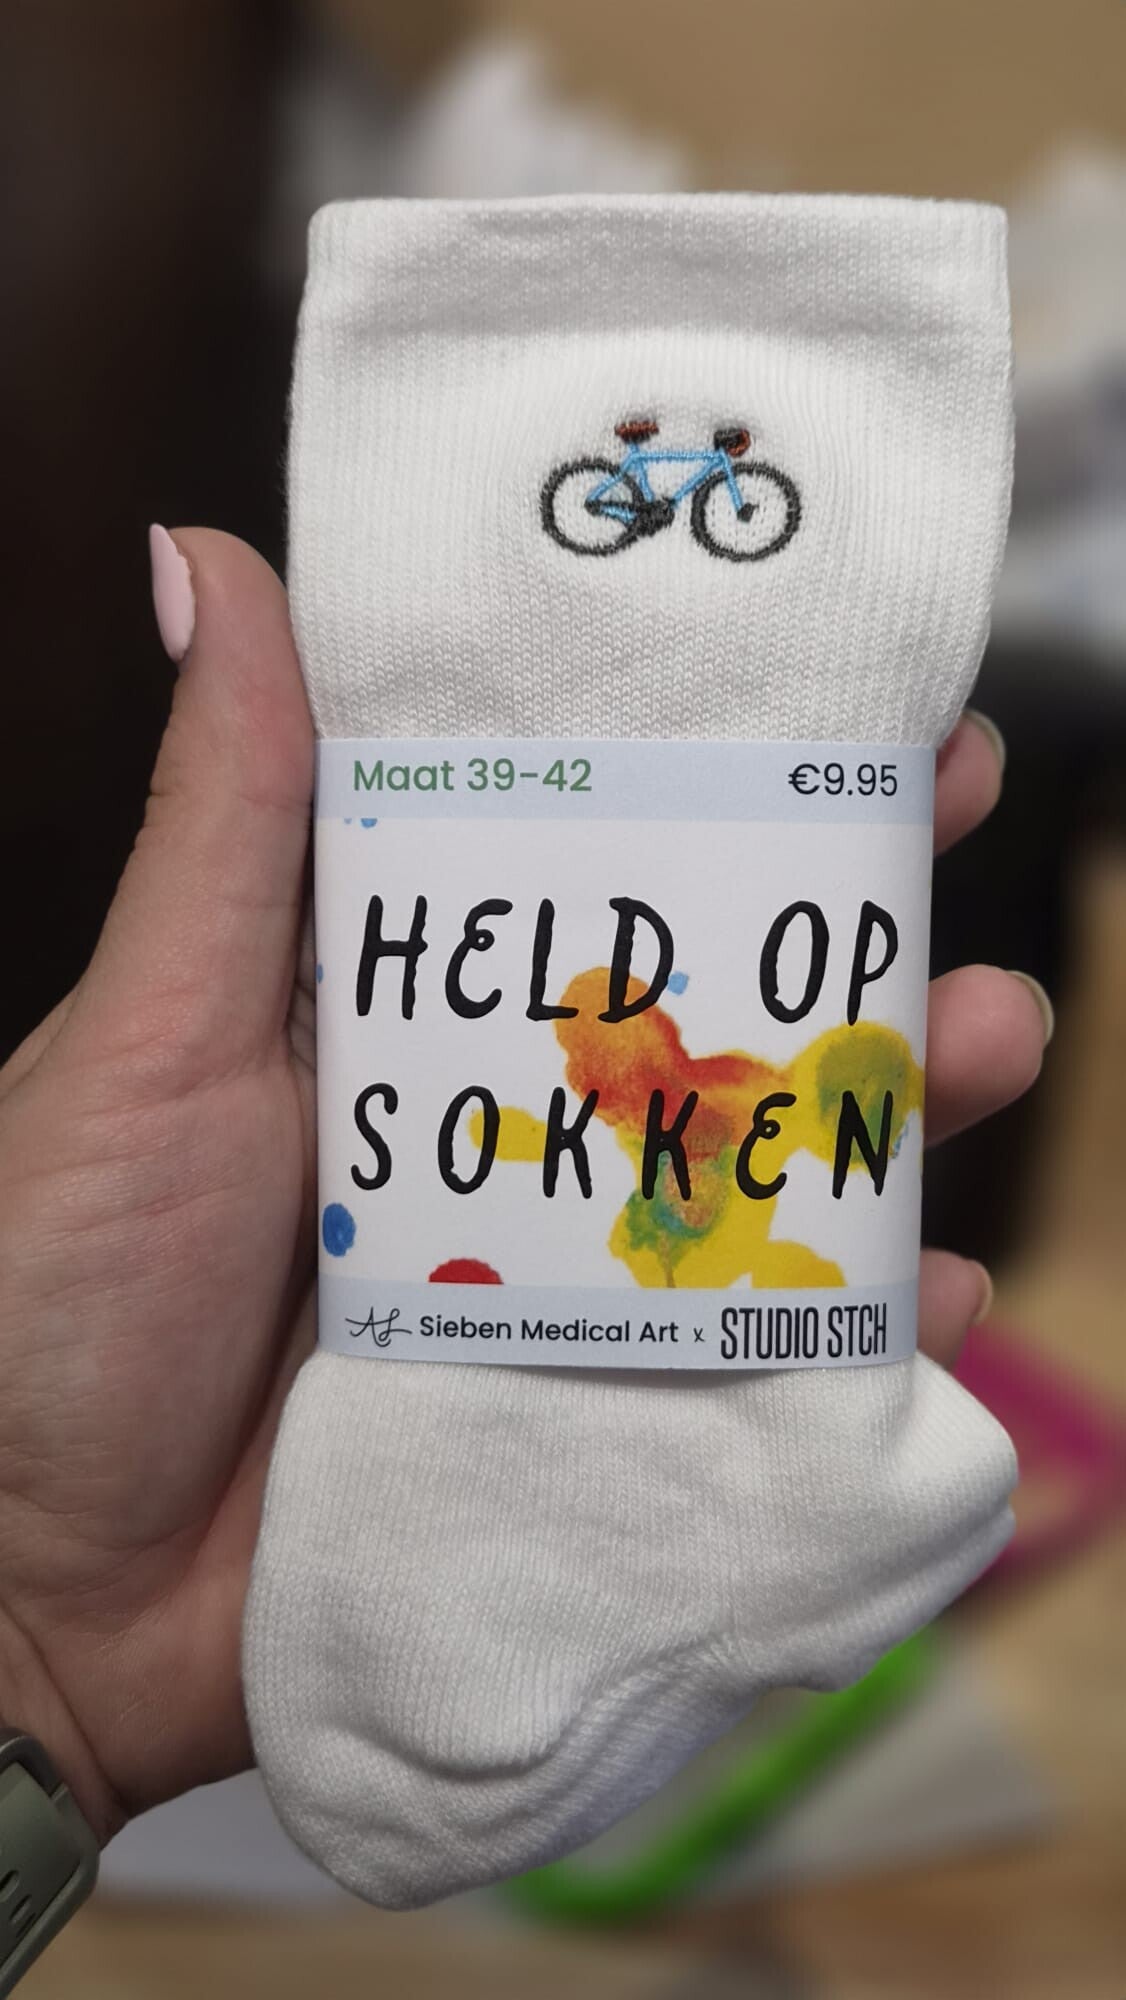 Maat 39-42 €9.95
HELD OP
SOKKEN
Sieben Medical Art x STUDIO STCH